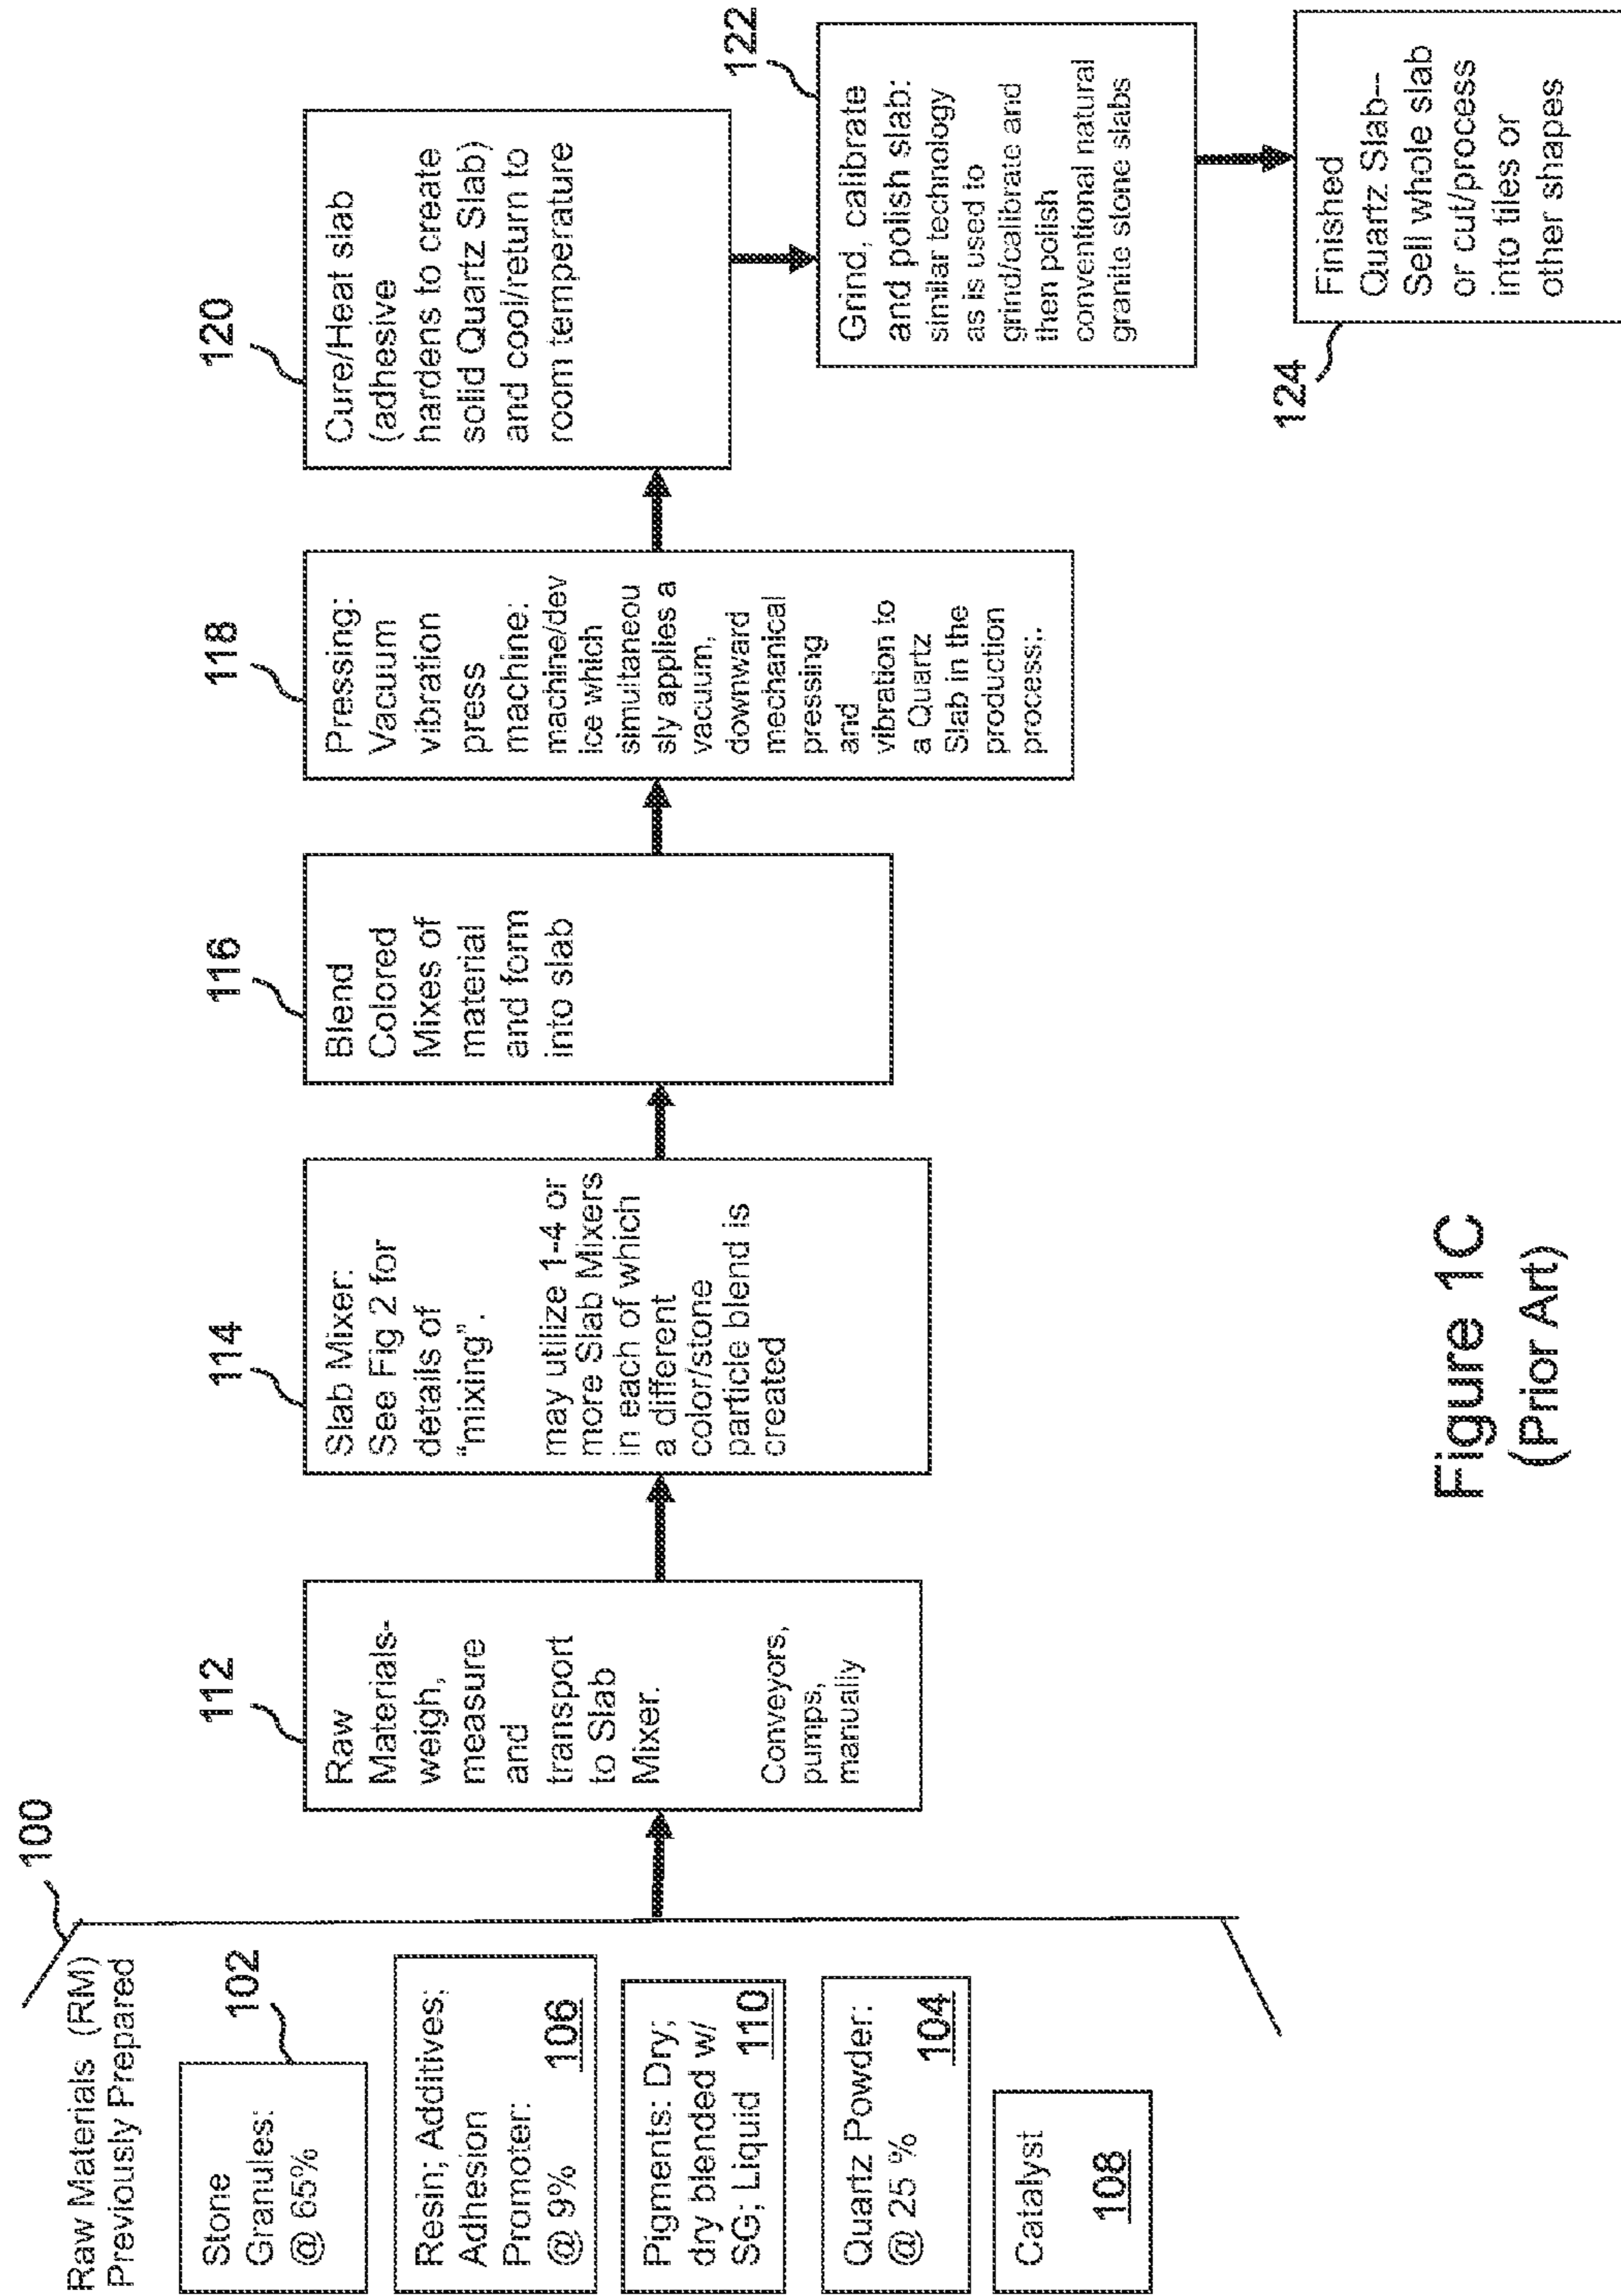 Raw Materials (RM)
Previously Prepared
100
Stone
Granules:
@ 65%
102
Resin; Additives;
Adhesion
Promoter:
@ 9%
106
Pigments: Dry;
dry blended w/
SG; Liquid
110
Quartz Powder:
@ 25 %
104
Catalyst
108
112
Raw
Materials-
weigh,
measure
and
transport
to Slab
Mixer.
Conveyors,
pumps,
manually
114
Slab Mixer:
See Fig 2 for
details of
“mixing”.
may utilize 1-4 or
more Slab Mixers
in each of which
a different
color/stone
particle blend is
created
116
Blend
Colored
Mixes of
material
and form
into slab
118
Pressing:
Vacuum
vibration
press
machine:
machine/dev
ice which
simultaneou
sly applies a
vacuum,
downward
mechanical
pressing
and
vibration to
a Quartz
Slab in the
production
process;.
120
Cure/Heat slab
(adhesive
hardens to create
solid Quartz Slab)
and cool/return to
room temperature
122
Grind, calibrate
and polish slab:
similar technology
as is used to
grind/calibrate and
then polish
conventional natural
granite stone slabs
124
Finished
Quartz Slab--
Sell whole slab
or cut/process
into tiles or
other shapes
Figure 1C
(Prior Art)